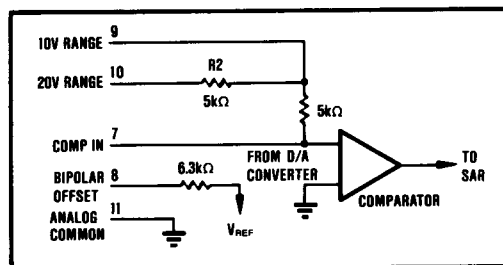 10V RANGE 9
20V RANGE 10
R2
5kΩ
5kΩ
COMP IN 7
BIPOLAR OFFSET 8
6.3kΩ
FROM D/A
CONVERTER
TO
SAR
COMPARATOR
ANALOG COMMON 11
VREF